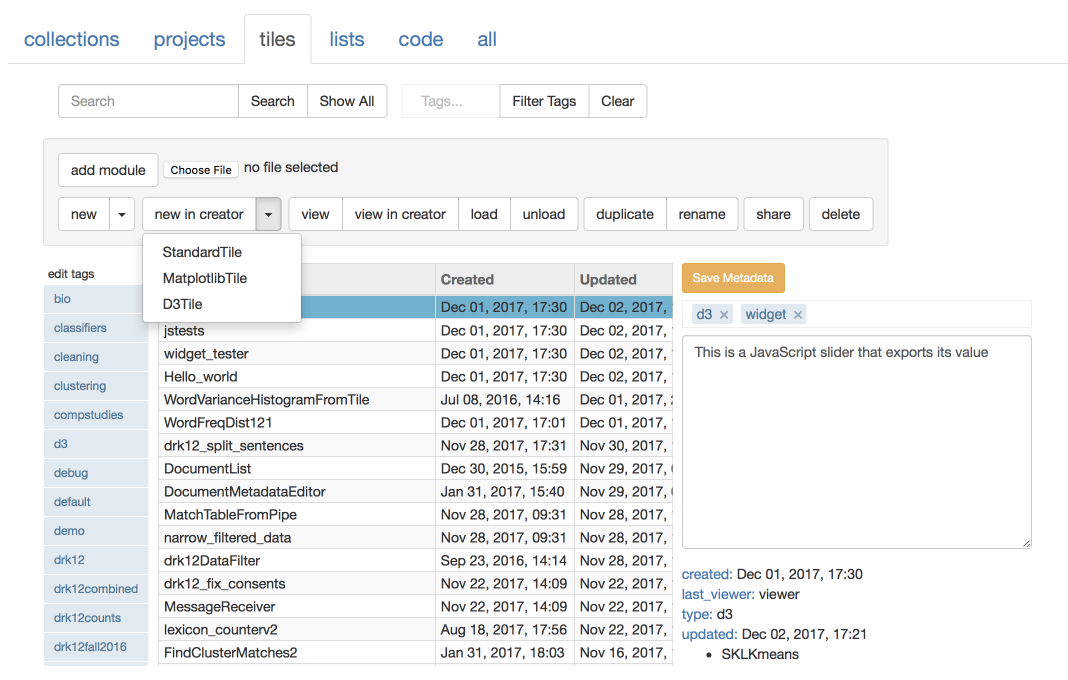 collections projects tiles lists code all
Search Search Show All Tags... Filter Tags Clear
add module Choose File no file selected
new new in creator view view in creator load unload duplicate rename share delete
StandardTile
MatplotlibTile
D3Tile
edit tags
bio
classifiers
cleaning
clustering
compstudies
d3
debug
default
demo
drk12
drk12combined
drk12counts
drk12fall2016
Created Updated
Dec 01, 2017, 17:30 Dec 02, 2017,
jstests Dec 01, 2017, 17:30 Dec 02, 2017,
widget_tester Dec 01, 2017, 17:30 Dec 02, 2017,
Hello_world Dec 01, 2017, 17:30 Dec 02, 2017,
WordVarianceHistogramFromTile Jul 08, 2016, 14:16 Dec 01, 2017,
WordFreqDist121 Dec 01, 2017, 17:01 Dec 01, 2017,
drk12_split_sentences Nov 28, 2017, 17:31 Nov 30, 2017,
DocumentList Dec 30, 2015, 15:59 Nov 29, 2017,
DocumentMetadataEditor Jan 31, 2017, 15:40 Nov 29, 2017,
MatchTableFromPipe Nov 28, 2017, 09:31 Nov 28, 2017,
narrow_filtered_data Nov 28, 2017, 09:31 Nov 28, 2017,
drk12DataFilter Sep 23, 2016, 14:14 Nov 28, 2017,
drk12_fix_consents Nov 22, 2017, 14:09 Nov 22, 2017,
MessageReceiver Nov 22, 2017, 14:09 Nov 22, 2017,
lexicon_counterv2 Aug 18, 2017, 17:56 Nov 22, 2017,
FindClusterMatches2 Jan 31, 2017, 18:03 Nov 16, 2017,
Save Metadata
d3 × widget ×
This is a JavaScript slider that exports its value
created: Dec 01, 2017, 17:30
last_viewer: viewer
type: d3
updated: Dec 02, 2017, 17:21
• SKLKmeans